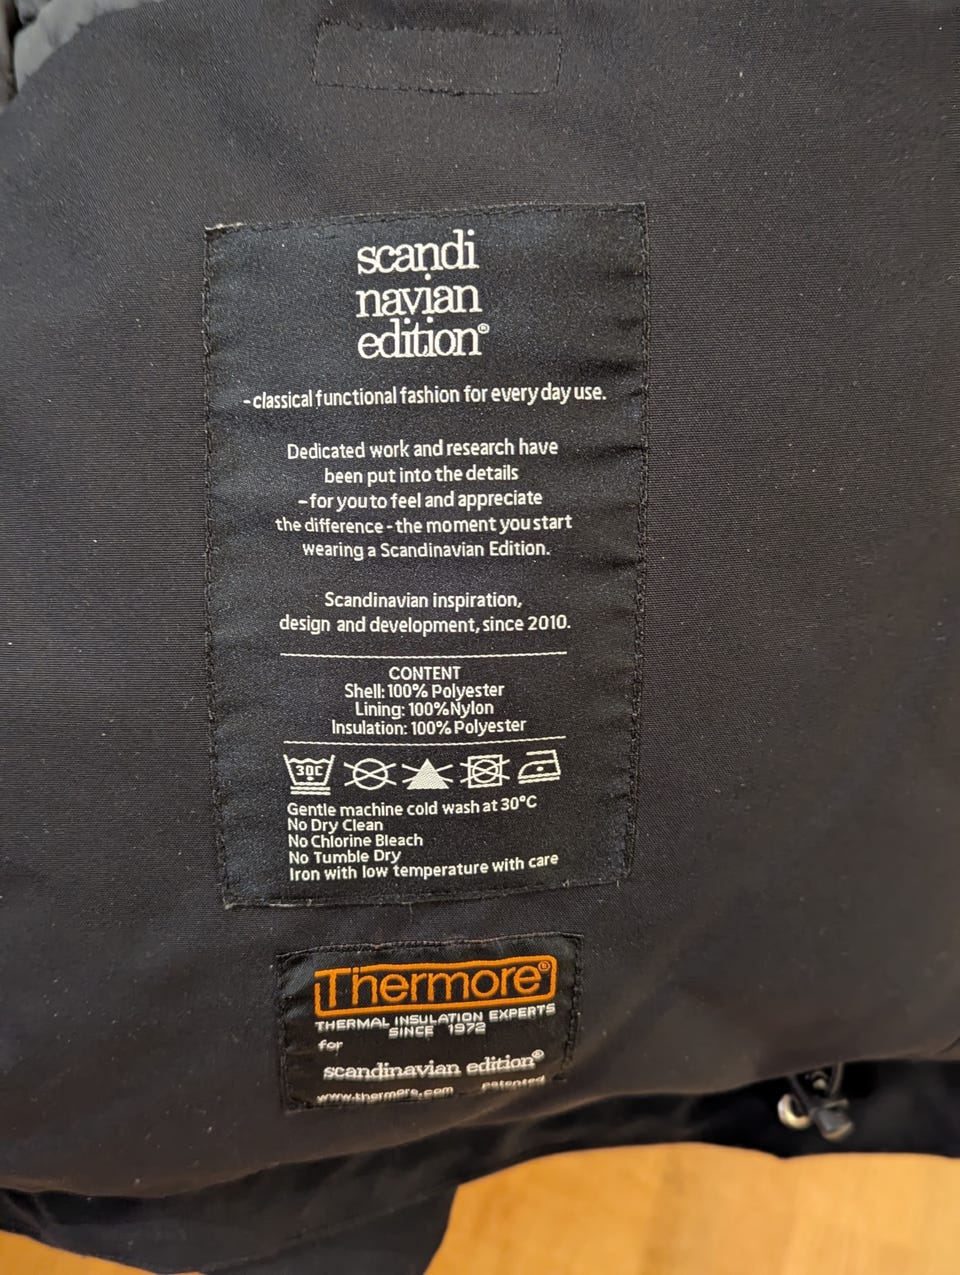 scandi
navian
edition®
- classical functional fashion for every day use.
Dedicated work and research have
been put into the details
– for you to feel and appreciate
the difference - the moment you start
wearing a Scandinavian Edition.
Scandinavian inspiration,
design and development, since 2010.
CONTENT
Shell: 100% Polyester
Lining: 100% Nylon
Insulation: 100% Polyester
30C
Gentle machine cold wash at 30°C
No Dry Clean
No Chlorine Bleach
No Tumble Dry
Iron with low temperature with care
Thermore®
THERMAL INSULATION EXPERTS
SINCE 1972
for
scandinavian edition®
www.thermore.com patented